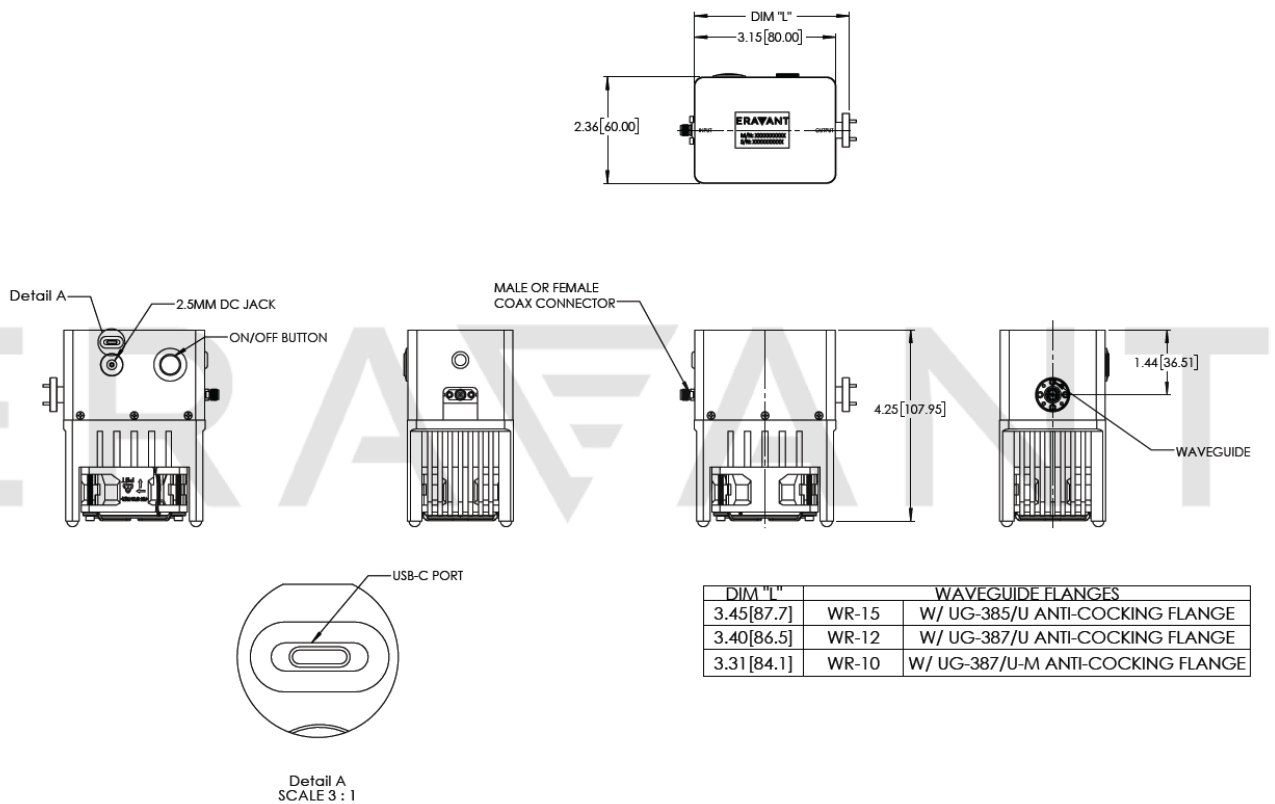 DIM "L"
3.15[80.00]
2.36[60.00]
ERAVANT
M/N: XXXXXXXXXX
S/N: XXXXXXXXXX
INPUT
OUTPUT
Detail A
2.5MM DC JACK
ON/OFF BUTTON
MALE OR FEMALE
COAX CONNECTOR
4.25[107.95]
1.44[36.51]
WAVEGUIDE
ERAVANT
USB-C PORT
Detail A
SCALE 3 : 1
DIM "L" WAVEGUIDE FLANGES
3.45[87.7] WR-15 W/ UG-385/U ANTI-COCKING FLANGE
3.40[86.5] WR-12 W/ UG-387/U ANTI-COCKING FLANGE
3.31[84.1] WR-10 W/ UG-387/U-M ANTI-COCKING FLANGE